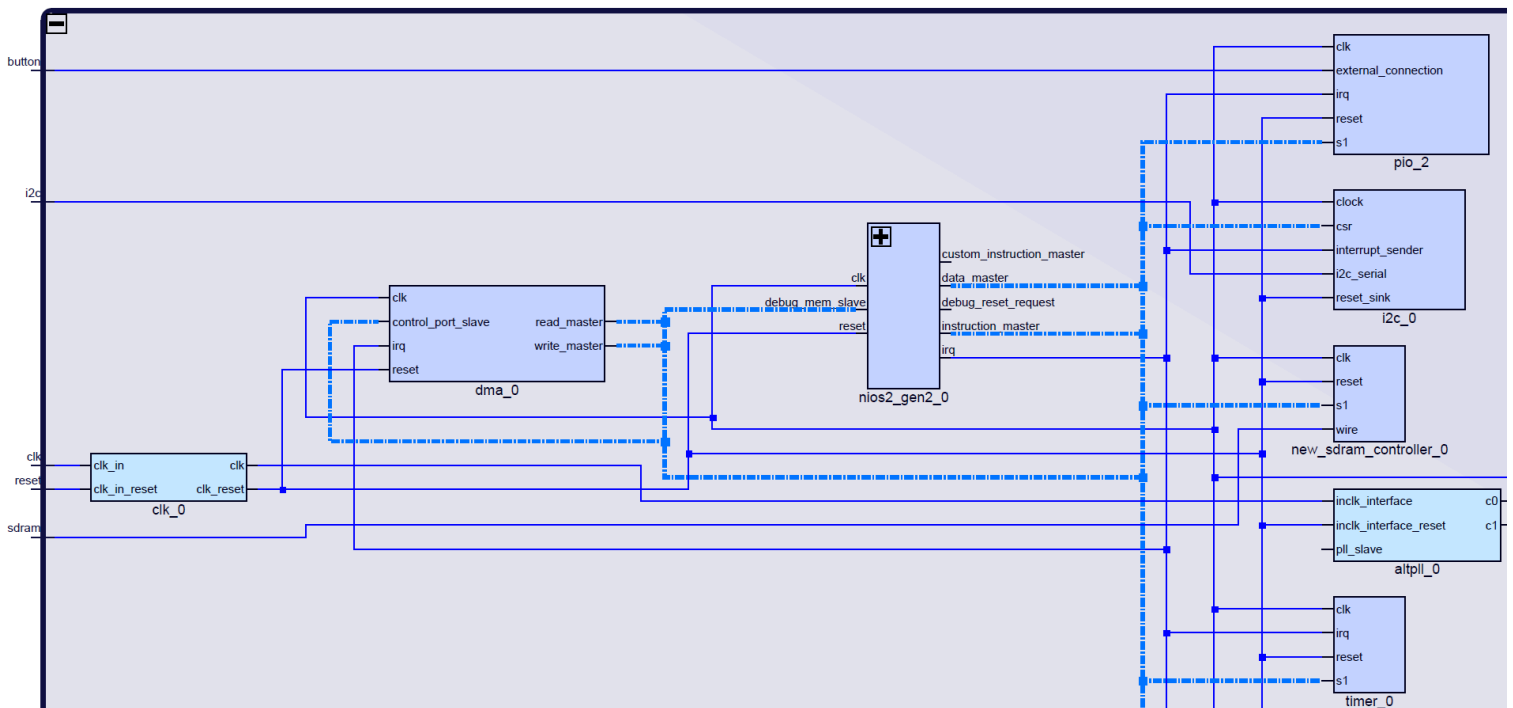 button
clk
external_connection
irq
reset
s1
pio_2
i2c
clock
csr
interrupt_sender
i2c_serial
reset_sink
i2c_0
custom_instruction_master
clk
data_master
debug_mem_slave
debug_reset_request
reset
instruction_master
irq
nios2_gen2_0
clk
control_port_slave
read_master
irq
write_master
reset
dma_0
clk
reset
s1
wire
new_sdram_controller_0
clk
reset
sdram
clk_in
clk
clk_in_reset
clk_reset
clk_0
inclk_interface
c0
inclk_interface_reset
c1
pll_slave
altpll_0
clk
irq
reset
s1
timer_0